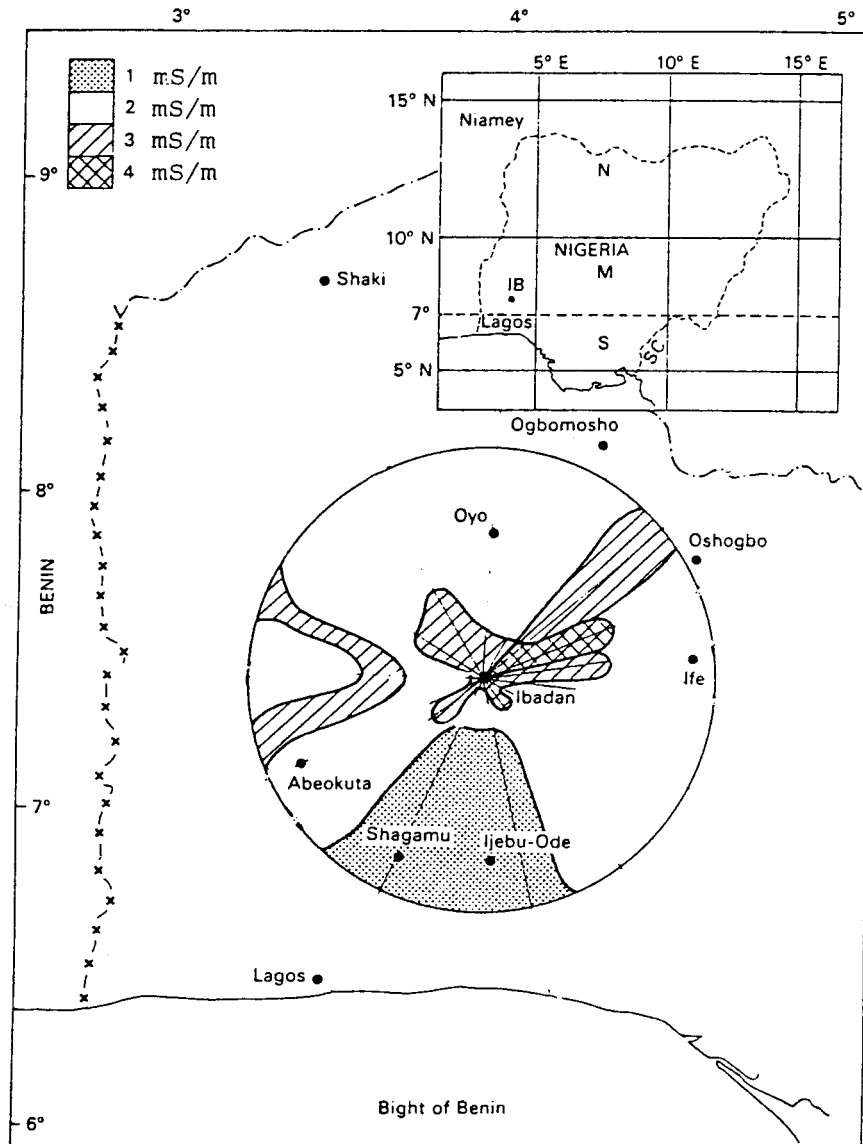 3° 4° 5°
1 mS/m
2 mS/m
3 mS/m
4 mS/m
5° E 10° E 15° E
15° N
Niamey
N
10° N
NIGERIA
M
IB
7°
Lagos
S
SC
5° N
9°
Shaki
Ogbomosho
8°
Oyo
Oshogbo
BENIN
Ife
Ibadan
Abeokuta
7°
Shagamu
Ijebu-Ode
Lagos
Bight of Benin
6°